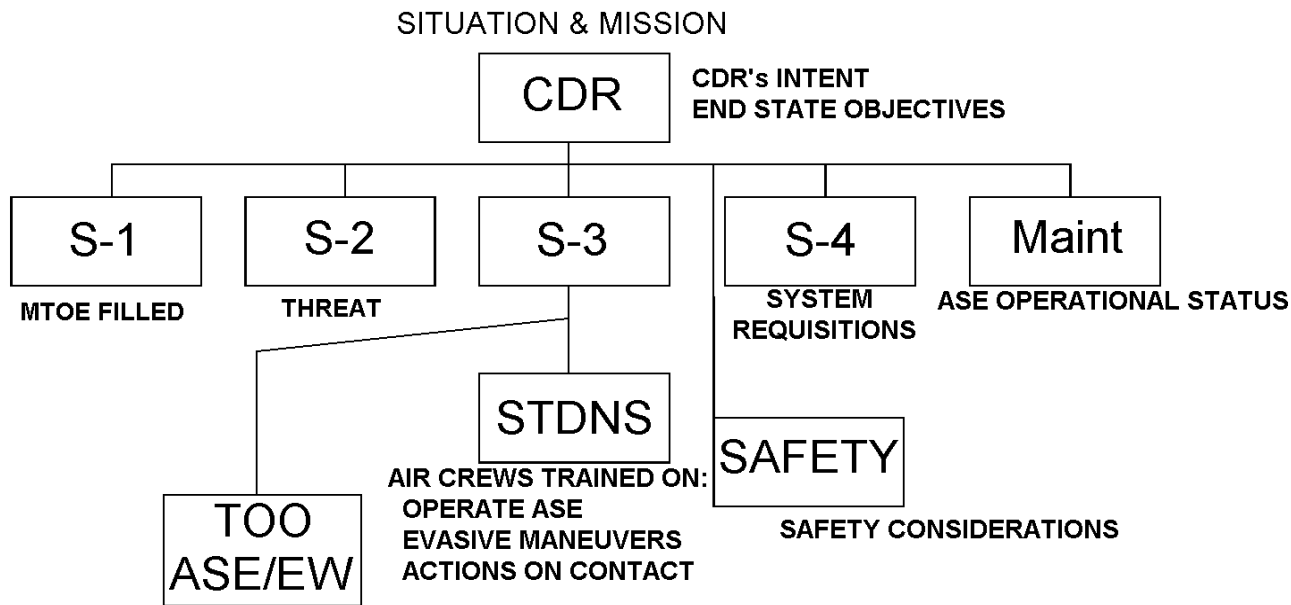 SITUATION & MISSION
CDR
CDR's INTENT
END STATE OBJECTIVES
S-1
S-2
S-3
S-4
Maint
MTOE FILLED
THREAT
SYSTEM
REQUISITIONS
ASE OPERATIONAL STATUS
STDNS
AIR CREWS TRAINED ON:
OPERATE ASE
EVASIVE MANEUVERS
ACTIONS ON CONTACT
SAFETY
SAFETY CONSIDERATIONS
TOO
ASE/EW